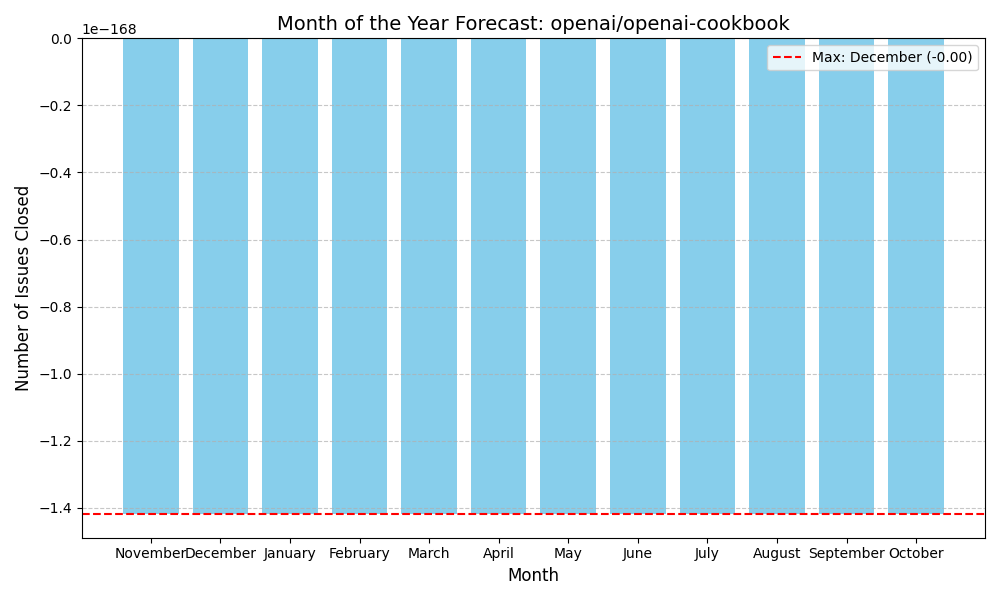 Month of the Year Forecast: openai/openai-cookbook
1e−168
0.0
−0.2
−0.4
−0.6
−0.8
−1.0
−1.2
−1.4
Number of Issues Closed
Max: December (-0.00)
November December January February March April May June July August September October
Month